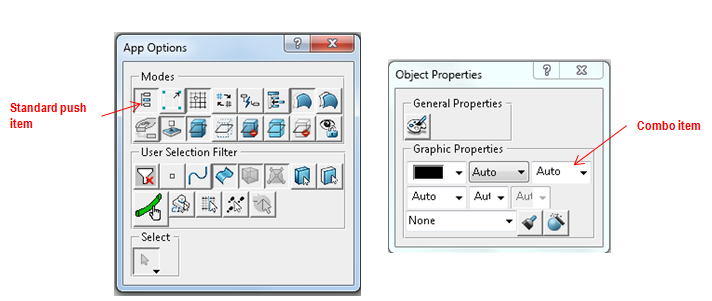 App Options
?
Modes
Standard push
item
User Selection Filter
Select
Object Properties
?
General Properties
Combo item
Graphic Properties
Auto
Auto
Auto
Aut
Aut
None